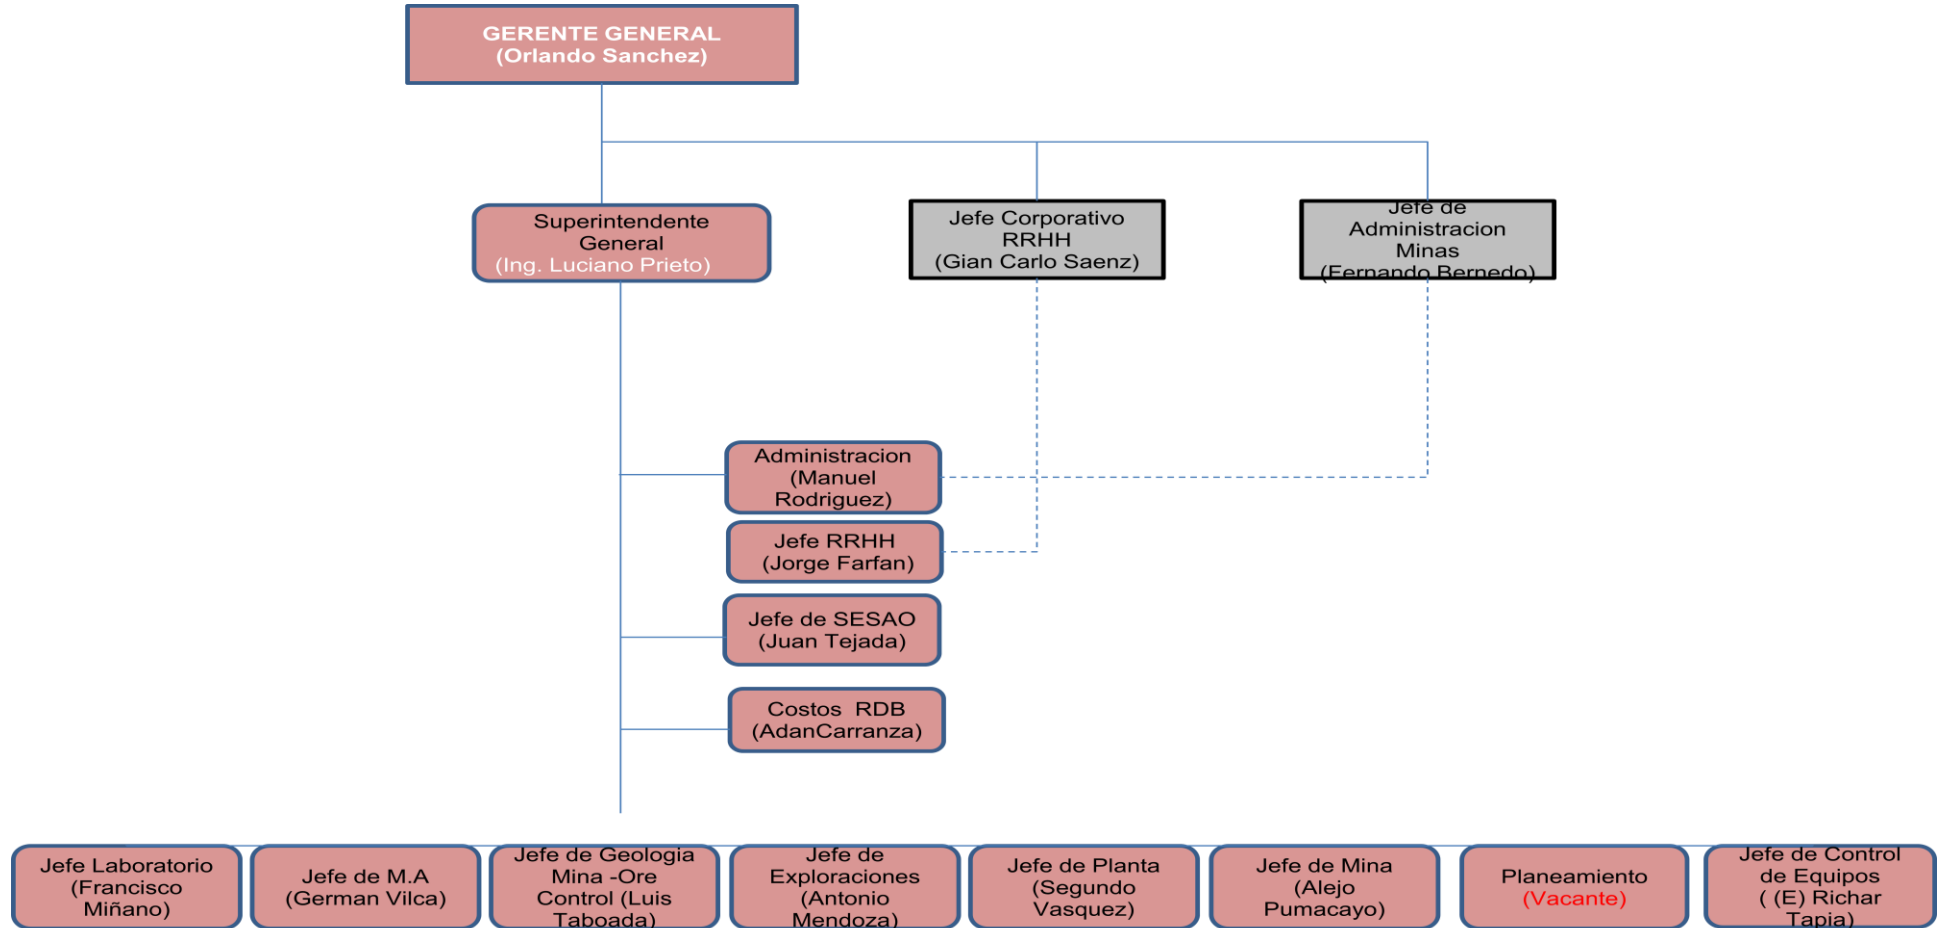 GERENTE GENERAL
(Orlando Sanchez)
Superintendente
General
(Ing. Luciano Prieto)
Jefe Corporativo
RRHH
(Gian Carlo Saenz)
Jefe de
Administracion
Minas
(Fernando Bernedo)
Administracion
(Manuel
Rodriguez)
Jefe RRHH
(Jorge Farfan)
Jefe de SESAO
(Juan Tejada)
Costos RDB
(AdanCarranza)
Jefe Laboratorio
(Francisco
Miñano)
Jefe de M.A
(German Vilca)
Jefe de Geologia
Mina -Ore
Control (Luis
Taboada)
Jefe de
Exploraciones
(Antonio
Mendoza)
Jefe de Planta
(Segundo
Vasquez)
Jefe de Mina
(Alejo
Pumacayo)
Planeamiento
(Vacante)
Jefe de Control
de Equipos
( (E) Richar
Tapia)